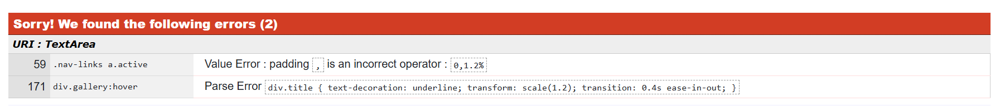 Sorry! We found the following errors (2)
URI : TextArea
59 .nav-links a.active Value Error : padding , is an incorrect operator : 0,1.2%
171 div.gallery:hover Parse Error div.title { text-decoration: underline; transform: scale(1.2); transition: 0.4s ease-in-out; }